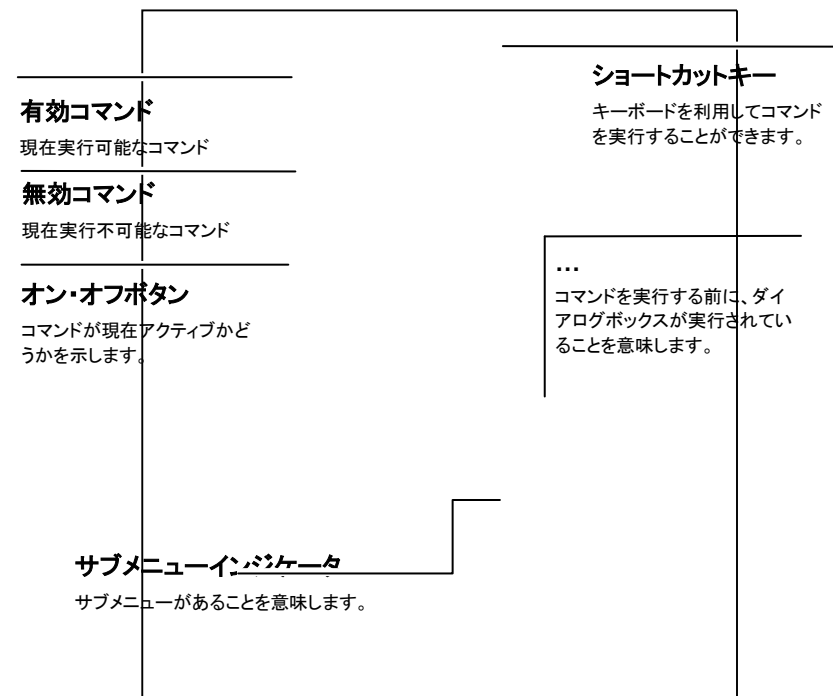 有効コマンド
現在実行可能なコマンド
無効コマンド
現在実行不可能なコマンド
オン・オフボタン
コマンドが現在アクティブかど
うかを示します。
ショートカットキー
キーボードを利用してコマンド
を実行することができます。
...
コマンドを実行する前に、ダイ
アログボックスが実行されてい
ることを意味します。
サブメニューインジケータ
サブメニューがあることを意味します。